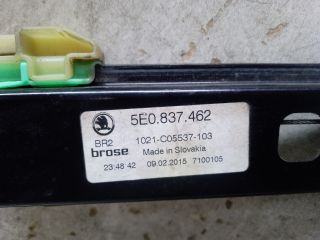 5E0.837.462
BR2 1021-C05537-103
brose Made in Slovakia
23:48 42 09.02.2015 7100105